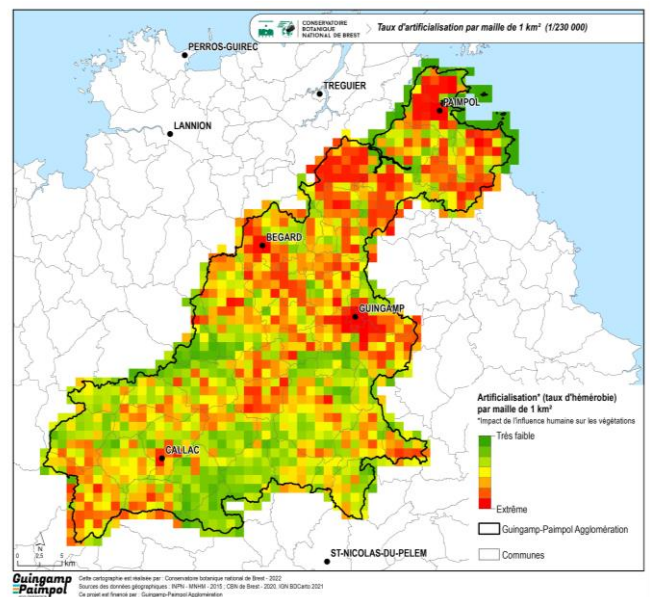 CONSERVATOIRE
BOTANIQUE
NATIONAL DE BREST
Taux d'artificialisation par maille de 1 km² (1/230 000)
PERROS-GUIREC
TREGUIER
PAIMPOL
LANNION
BEGARD
GUINGAMP
Artificialisation* (taux d'hémérobie)
par maille de 1 km²
*Impact de l'influence humaine sur les végétations
Très faible
Extrême
CALLAC
Guingamp-Paimpol Agglomération
Communes
ST-NICOLAS-DU-PELEM
N
0 2,5 5
km
Guingamp
Paimpol
Cette cartographie est réalisée par : Conservatoire botanique national de Brest - 2022
Sources des données géographiques : INPN - MNHM - 2015 ; CBN de Brest - 2020, IGN BDCarto 2021
Ce projet est financé par : Guingamp-Paimpol Agglomération